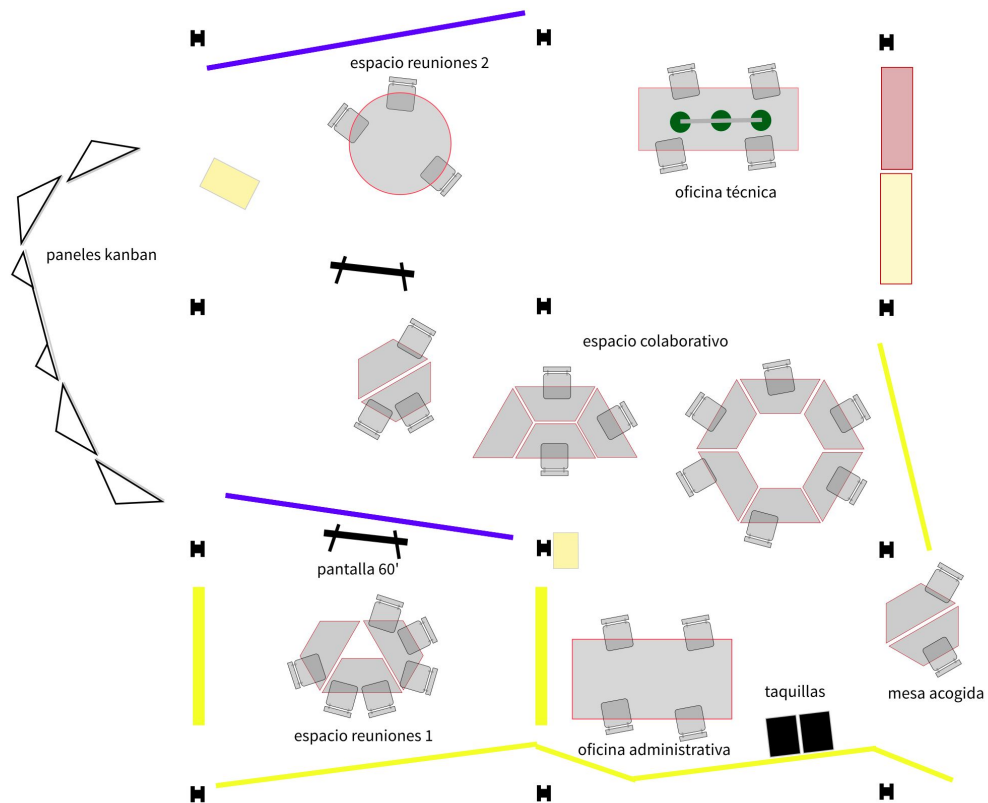 espacio reuniones 2
oficina técnica
paneles kanban
espacio colaborativo
pantalla 60'
taquillas
mesa acogida
espacio reuniones 1
oficina administrativa